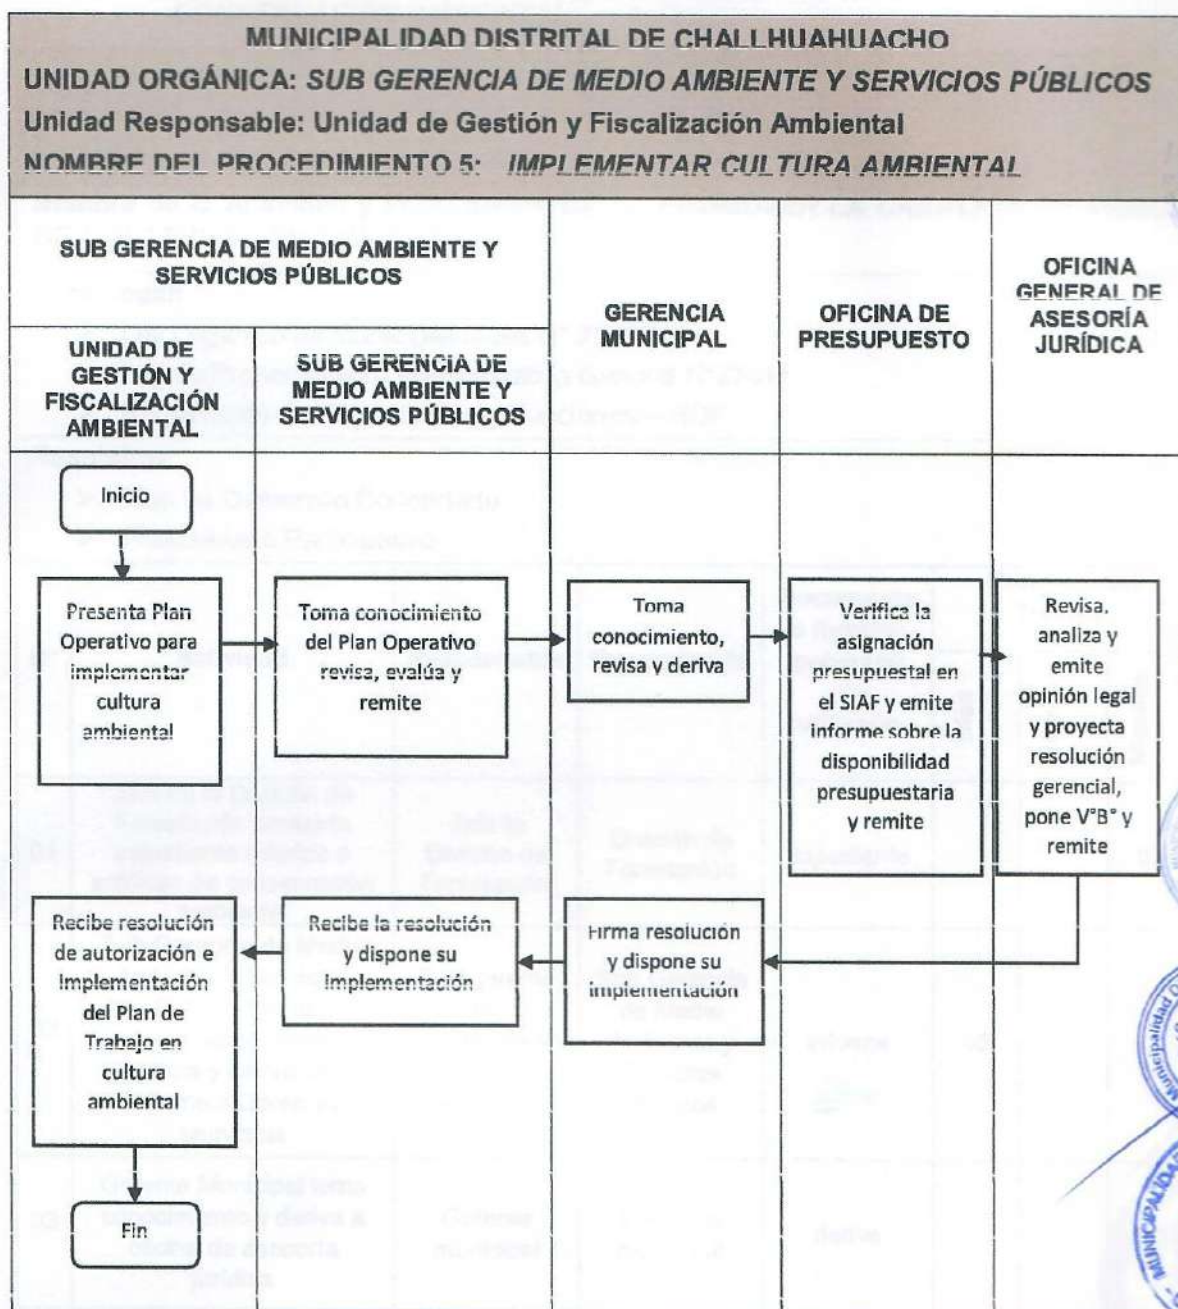 MUNICIPALIDAD DISTRITAL DE CHALLHUAHUACHO
UNIDAD ORGÁNICA: SUB GERENCIA DE MEDIO AMBIENTE Y SERVICIOS PÚBLICOS
Unidad Responsable: Unidad de Gestión y Fiscalización Ambiental
NOMBRE DEL PROCEDIMIENTO 5: IMPLEMENTAR CULTURA AMBIENTAL
SUB GERENCIA DE MEDIO AMBIENTE Y
SERVICIOS PÚBLICOS
UNIDAD DE
GESTIÓN Y
FISCALIZACIÓN
AMBIENTAL
SUB GERENCIA DE
MEDIO AMBIENTE Y
SERVICIOS PÚBLICOS
GERENCIA
MUNICIPAL
OFICINA DE
PRESUPUESTO
OFICINA
GENERAL DE
ASESORÍA
JURÍDICA
Inicio
Presenta Plan
Operativo para
implementar
cultura
ambiental
Toma conocimiento
del Plan Operativo
revisa, evalúa y
remite
Toma
conocimiento,
revisa y deriva
Verifica la
asignación
presupuestal en
el SIAF y emite
informe sobre la
disponibilidad
presupuestaria
y remite
Revisa,
analiza y
emite
opinión legal
y proyecta
resolución
gerencial,
pone V°B° y
remite
Recibe resolución
de autorización e
Implementación
del Plan de
Trabajo en
cultura
ambiental
Recibe la resolución
y dispone su
implementación
Firma resolución
y dispone su
implementación
Fin